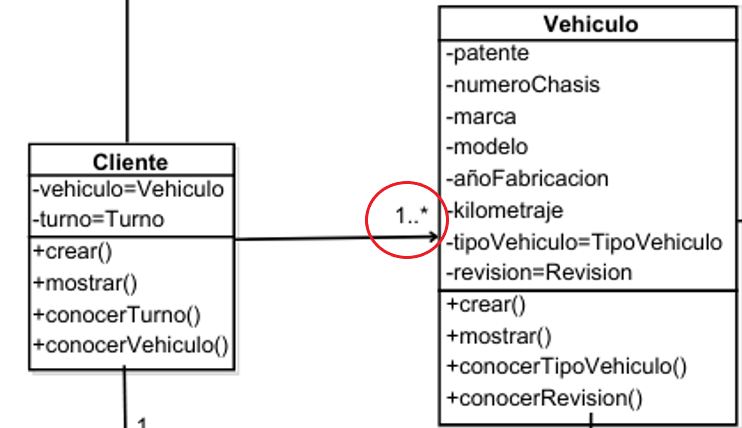 Cliente
-vehiculo=Vehiculo
-turno=Turno
+crear()
+mostrar()
+conocerTurno()
+conocerVehiculo()
1
1..*
Vehiculo
-patente
-numeroChasis
-marca
-modelo
-añoFabricacion
-kilometraje
-tipoVehiculo=TipoVehiculo
-revision=Revision
+crear()
+mostrar()
+conocerTipoVehiculo()
+conocerRevision()